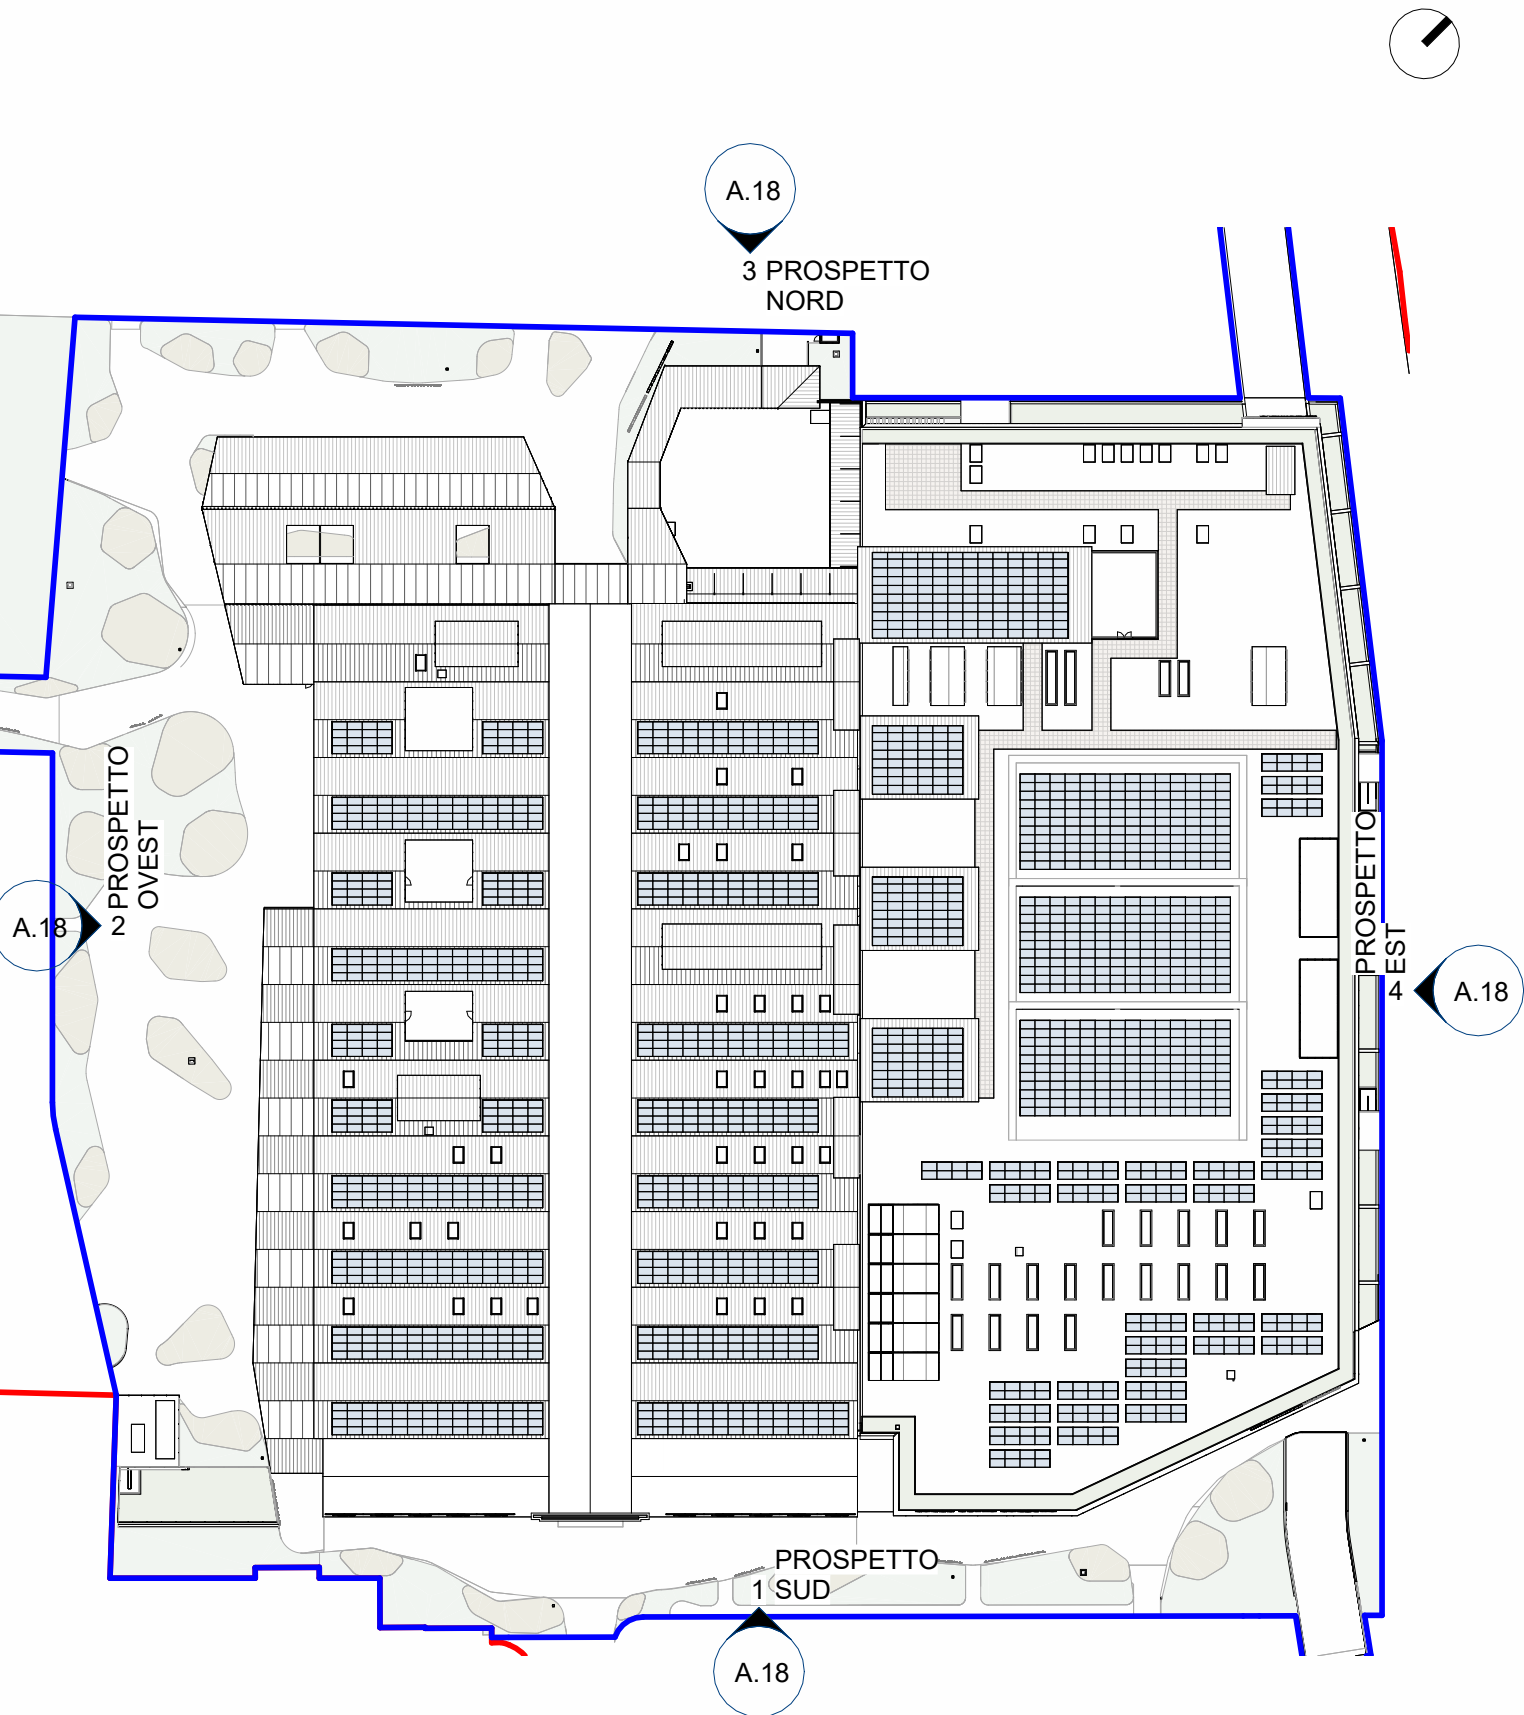 A.18
3 PROSPETTO
NORD
PROSPETTO
OVEST
A.18
2
PROSPETTO
EST
4
A.18
PROSPETTO
1 SUD
A.18